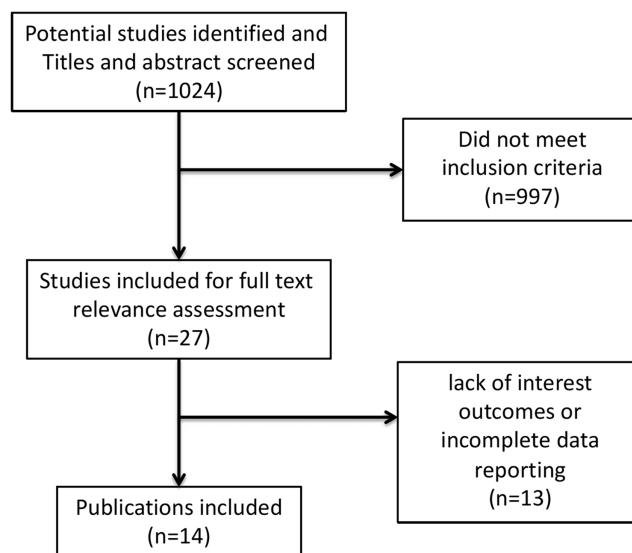 Potential studies identified and
Titles and abstract screened
(n=1024)
Did not meet
inclusion criteria
(n=997)
Studies included for full text
relevance assessment
(n=27)
lack of interest
outcomes or
incomplete data
reporting
(n=13)
Publications included
(n=14)